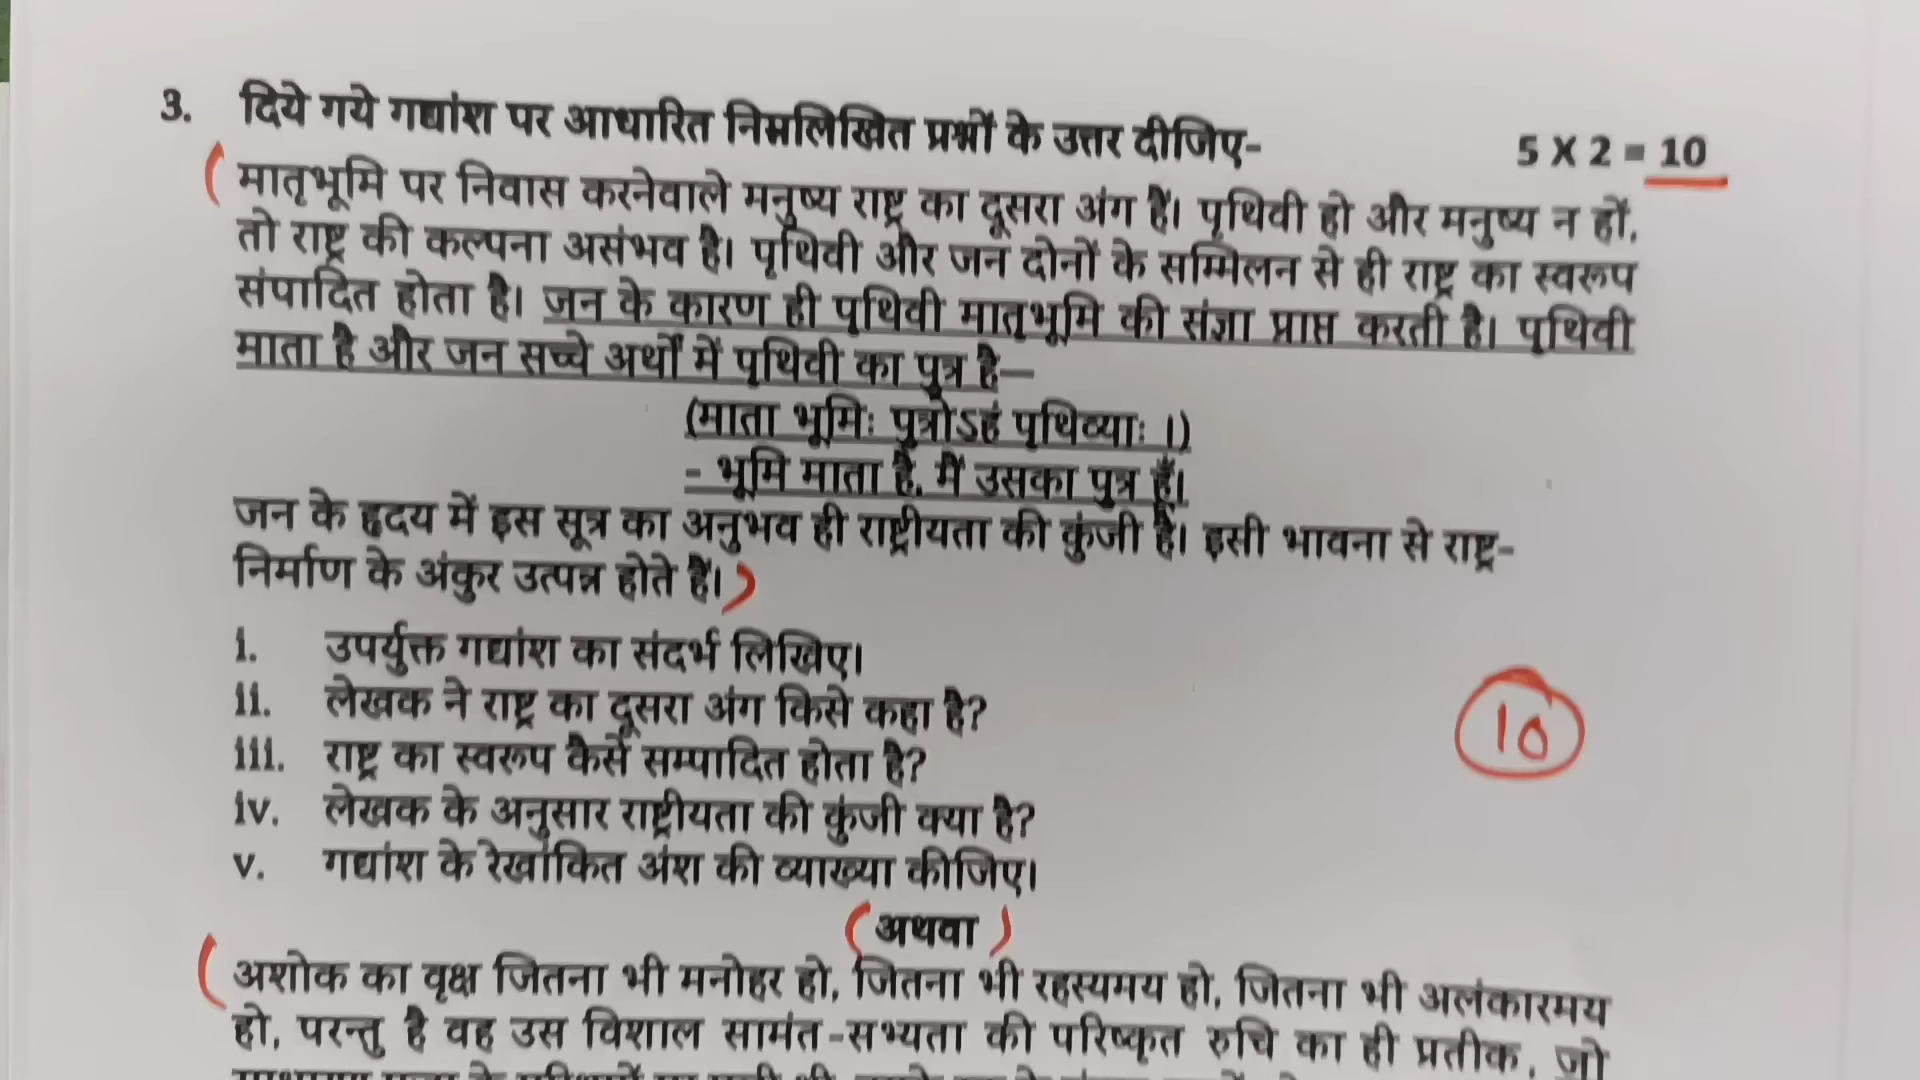 3. दिये गये गद्यांश पर आधारित निम्नलिखित प्रश्नों के उत्तर दीजिए- 5 X 2 = 10
(मातृभूमि पर निवास करनेवाले मनुष्य राष्ट्र का दूसरा अंग हैं। पृथिवी हो और मनुष्य न हों,
तो राष्ट्र की कल्पना असंभव है। पृथिवी और जन दोनों के सम्मिलन से ही राष्ट्र का स्वरूप
संपादित होता है। जन के कारण ही पृथिवी मातृभूमि की संज्ञा प्राप्त करती है। पृथिवी
माता है और जन सच्चे अर्थों में पृथिवी का पुत्र है—
(माता भूमिः पुत्रोऽहं पृथिव्याः ।)
- भूमि माता है, मैं उसका पुत्र हूँ।
जन के हृदय में इस सूत्र का अनुभव ही राष्ट्रीयता की कुंजी है। इसी भावना से राष्ट्र-
निर्माण के अंकुर उत्पन्न होते हैं।)
i. उपर्युक्त गद्यांश का संदर्भ लिखिए।
ii. लेखक ने राष्ट्र का दूसरा अंग किसे कहा है?
iii. राष्ट्र का स्वरूप कैसे सम्पादित होता है?
10
iv. लेखक के अनुसार राष्ट्रीयता की कुंजी क्या है?
v. गद्यांश के रेखांकित अंश की व्याख्या कीजिए।
(अथवा)
(अशोक का वृक्ष जितना भी मनोहर हो, जितना भी रहस्यमय हो, जितना भी अलंकारमय
हो, परन्तु है वह उस विशाल सामंत-सभ्यता की परिष्कृत रुचि का ही प्रतीक, जो